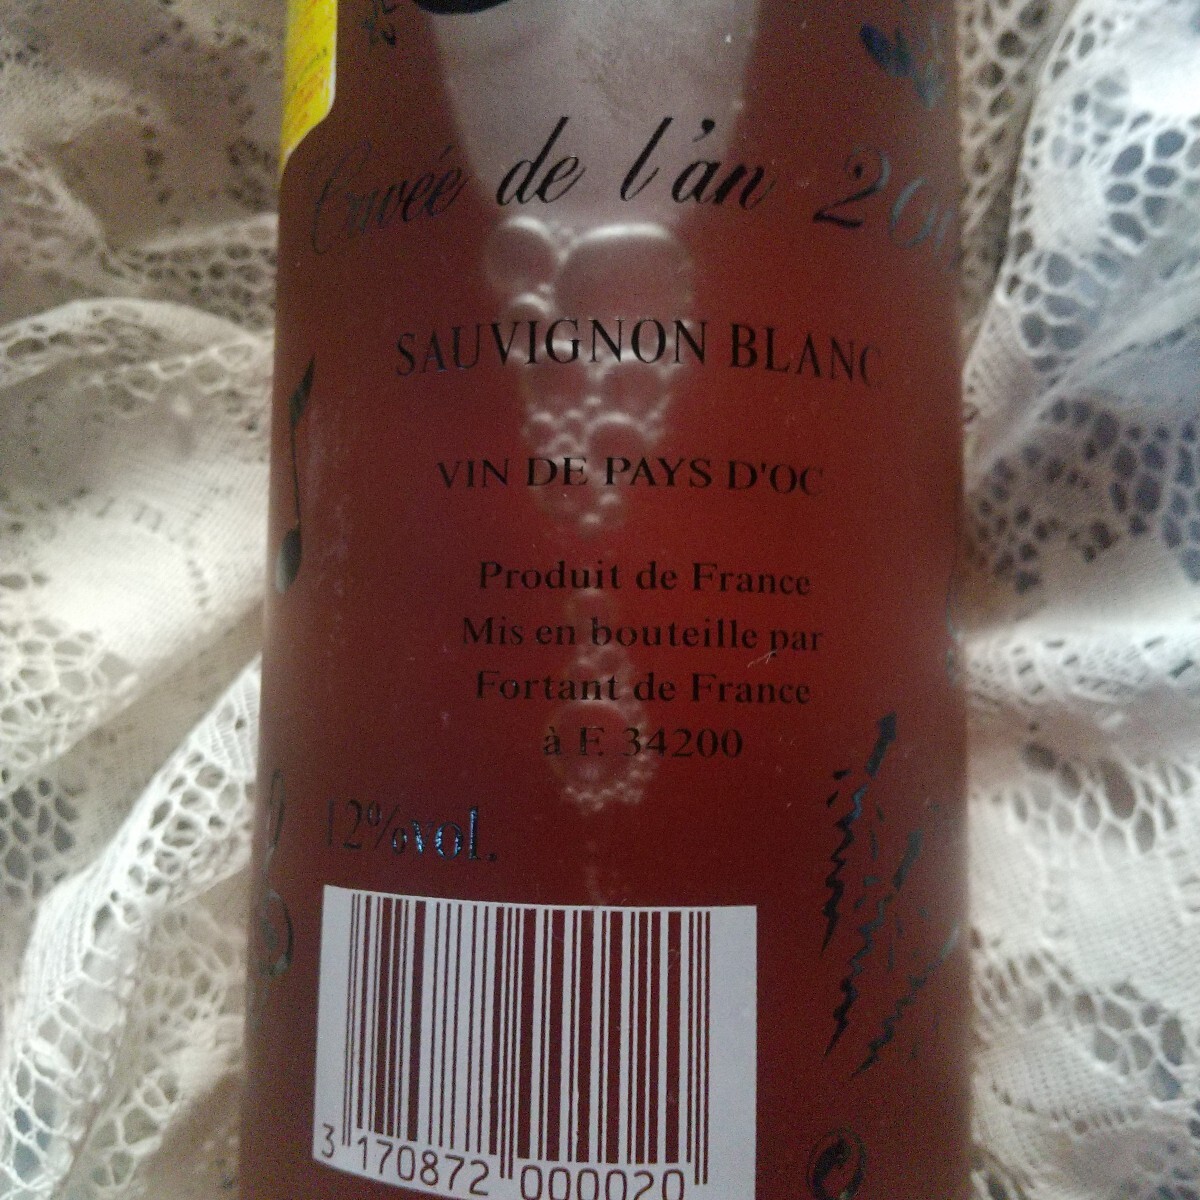 Cuvée de l'an
SAUVIGNON BLANC
VIN DE PAYS D'OC
Produit de France
Mis en bouteille par
Fortant de France
à F. 34200
12%vol.
3 170872 000020